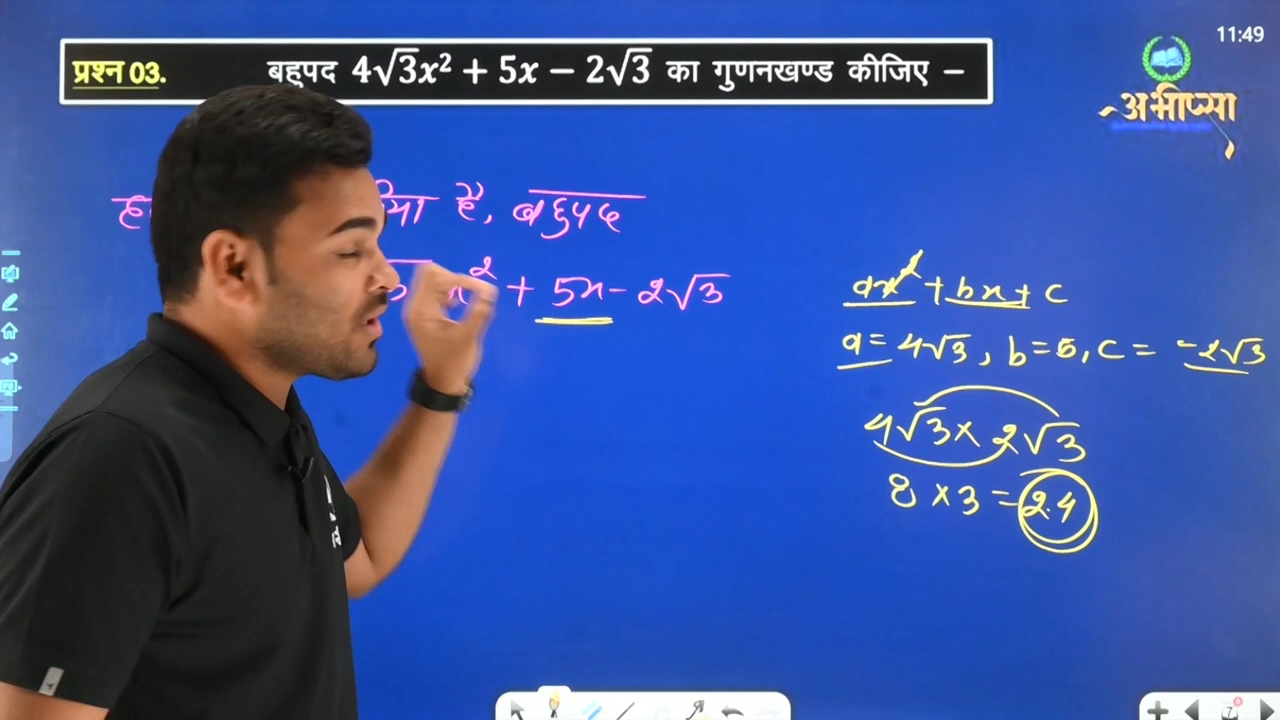 11:49
प्रश्न 03. बहुपद 4√3x² + 5x − 2√3 का गुणनखण्ड कीजिए −
अभीप्सा
है, बहुपद
+ 5x - 2√3
ax² + bx + c
a = 4√3, b = 5, c = -2√3
4√3 × 2√3
8 × 3 = 24